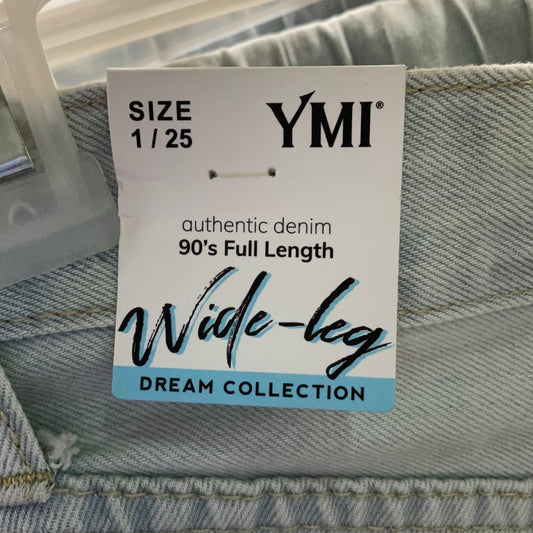 SIZE
1 / 25
YMI®
authentic denim
90's Full Length
Wide-leg
DREAM COLLECTION